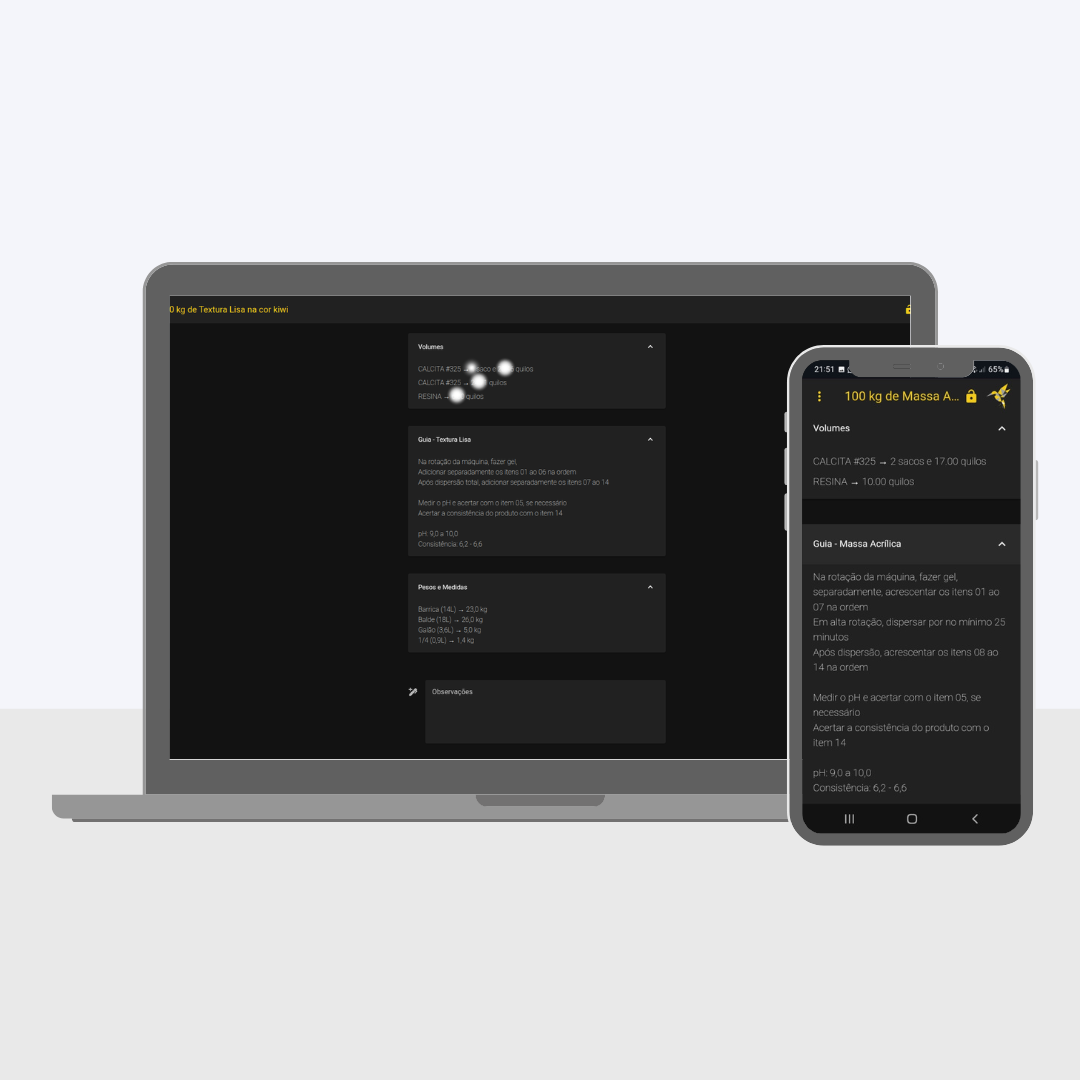 0 kg de Textura Lisa na cor kiwi
Volumes
CALCITA #325 → saco e quilos
CALCITA #325 → quilos
RESINA → quilos
Guia - Textura Lisa
Na rotação da máquina, fazer gel,
Adicionar separadamente os itens 01 ao 06 na ordem
Após dispersão total, adicionar separadamente os itens 07 ao 14
Medir o pH e acertar com o item 05, se necessário
Acertar a consistência do produto com o item 14
pH: 9,0 a 10,0
Consistência: 6,2 - 6,6
Pesos e Medidas
Barrica (14L) → 23,0 kg
Balde (18L) → 26,0 kg
Galão (3,6L) → 5,0 kg
1/4 (0,9L) → 1,4 kg
Observações
21:51 65%
100 kg de Massa A...
Volumes
CALCITA #325 → 2 sacos e 17.00 quilos
RESINA → 10.00 quilos
Guia - Massa Acrílica
Na rotação da máquina, fazer gel,
separadamente, acrescentar os itens 01 ao
07 na ordem
Em alta rotação, dispersar por no mínimo 25
minutos
Após dispersão, acrescentar os itens 08 ao
14 na ordem
Medir o pH e acertar com o item 05, se
necessário
Acertar a consistência do produto com o
item 14
pH: 9,0 a 10,0
Consistência: 6,2 - 6,6